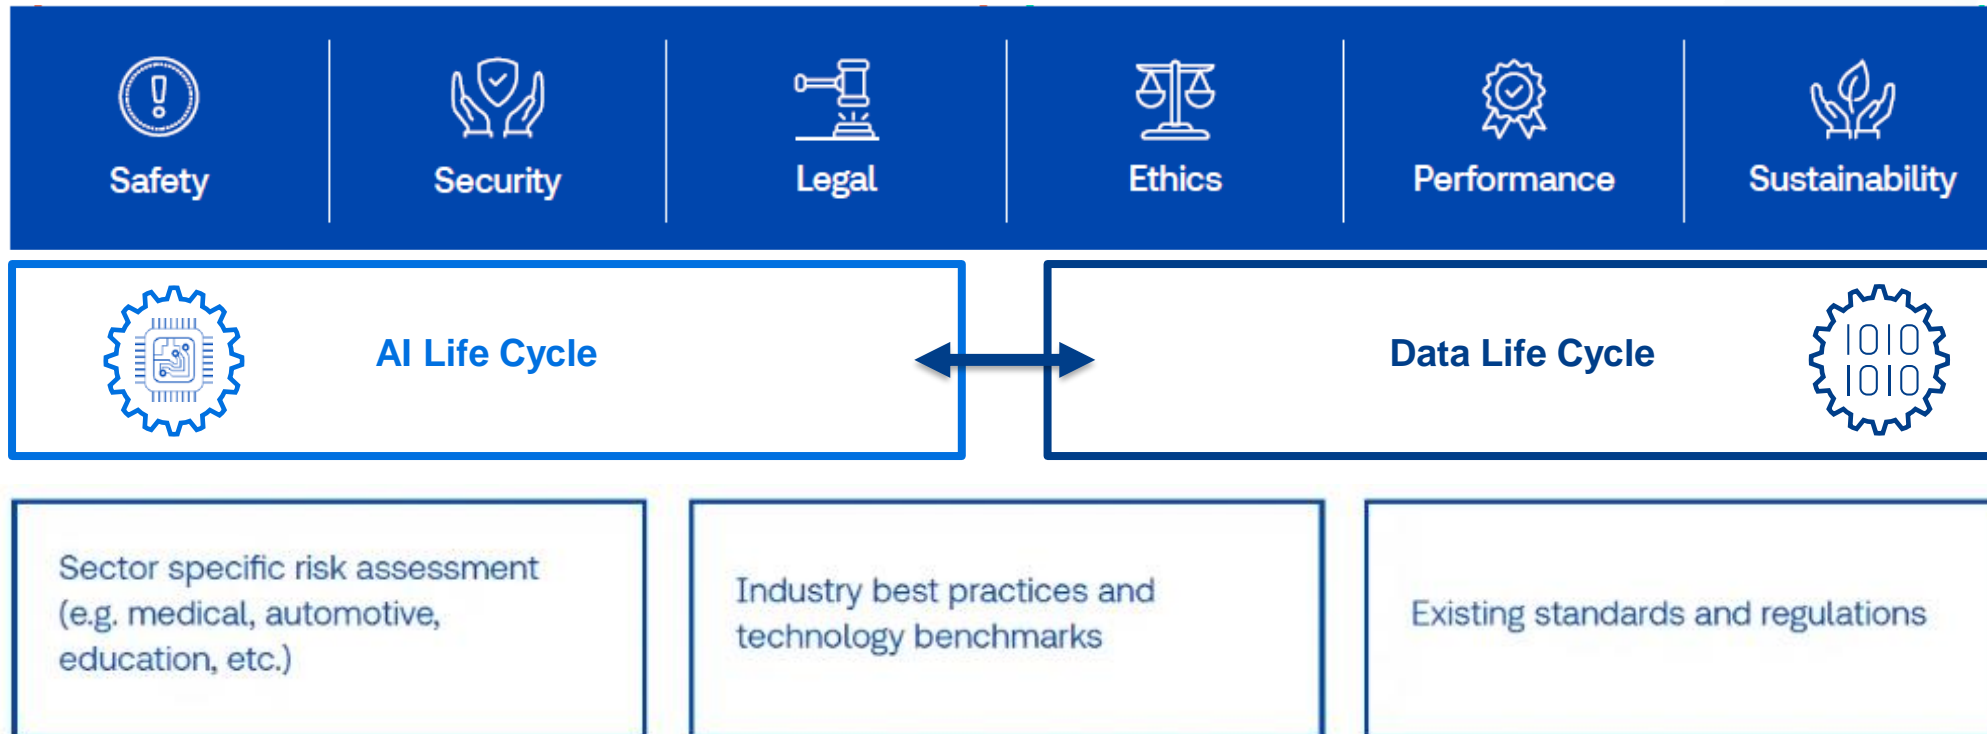 Safety
Security
Legal
Ethics
Performance
Sustainability
AI Life Cycle
Data Life Cycle
1010
1010
Sector specific risk assessment
(e.g. medical, automotive,
education, etc.)
Industry best practices and
technology benchmarks
Existing standards and regulations